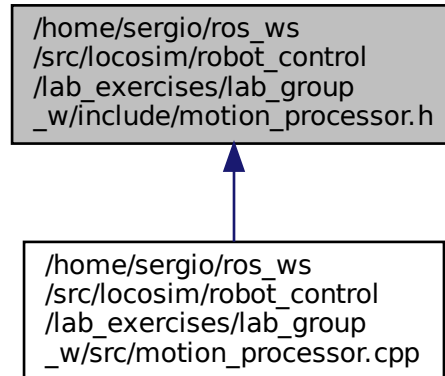 /home/sergio/ros_ws
/src/locosim/robot_control
/lab_exercises/lab_group
_w/include/motion_processor.h
/home/sergio/ros_ws
/src/locosim/robot_control
/lab_exercises/lab_group
_w/src/motion_processor.cpp